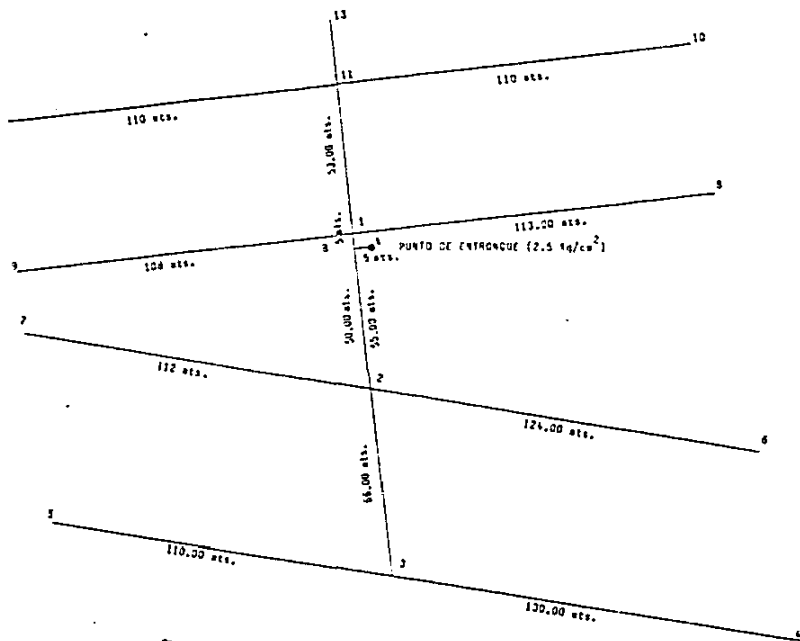 13
10
11
110 mts.
110 mts.
53.00 mts.
8
1
5 mts.
113.00 mts.
PUNTO DE ENTRONQUE (2.5 Kg/cm²)
5 mts.
9
108 mts.
7
50.00 mts.
55.00 mts.
112 mts.
2
124.00 mts.
6
66.00 mts.
5
3
110.00 mts.
130.00 mts.
4